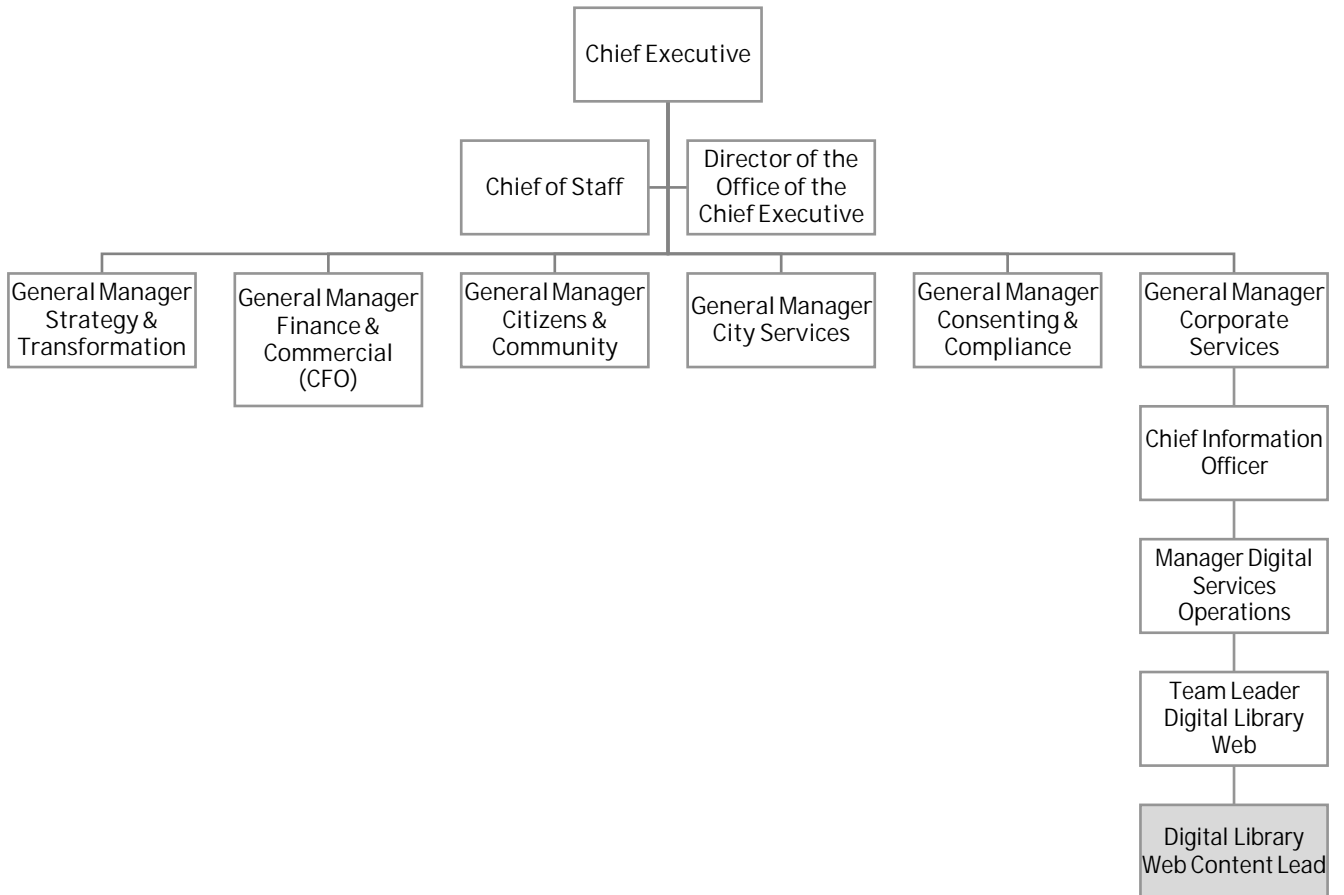 Chief Executive
Chief of Staff
Director of the
Office of the
Chief Executive
General Manager
Strategy &
Transformation
General Manager
Finance &
Commercial
(CFO)
General Manager
Citizens &
Community
General Manager
City Services
General Manager
Consenting &
Compliance
General Manager
Corporate
Services
Chief Information
Officer
Manager Digital
Services
Operations
Team Leader
Digital Library
Web
Digital Library
Web Content Lead